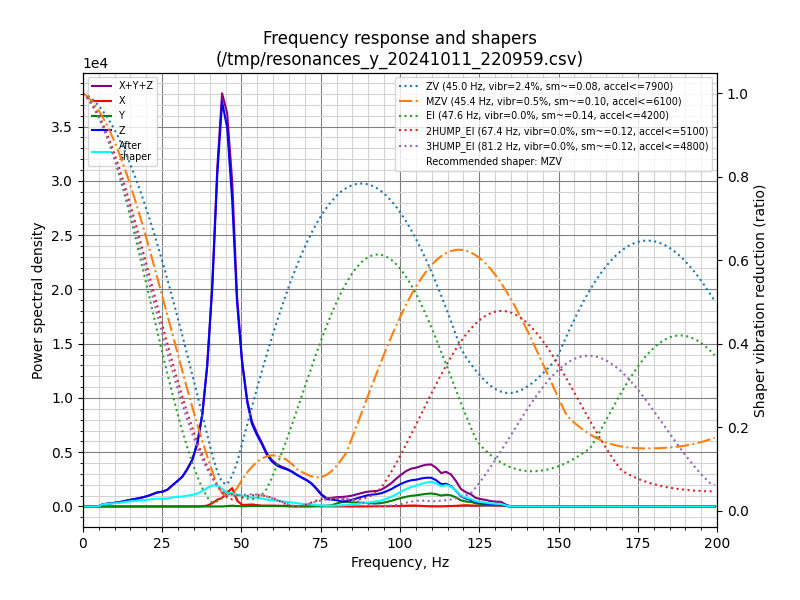 Frequency response and shapers
(/tmp/resonances_y_20241011_220959.csv)
1e4
X+Y+Z
X
Y
Z
After
shaper
ZV (45.0 Hz, vibr=2.4%, sm~=0.08, accel<=7900)
MZV (45.4 Hz, vibr=0.5%, sm~=0.10, accel<=6100)
EI (47.6 Hz, vibr=0.0%, sm~=0.14, accel<=4200)
2HUMP_EI (67.4 Hz, vibr=0.0%, sm~=0.12, accel<=5100)
3HUMP_EI (81.2 Hz, vibr=0.0%, sm~=0.12, accel<=4800)
Recommended shaper: MZV
Power spectral density
3.5
3.0
2.5
2.0
1.5
1.0
0.5
0.0
1.0
0.8
0.6
0.4
0.2
0.0
Shaper vibration reduction (ratio)
0 25 50 75 100 125 150 175 200
Frequency, Hz